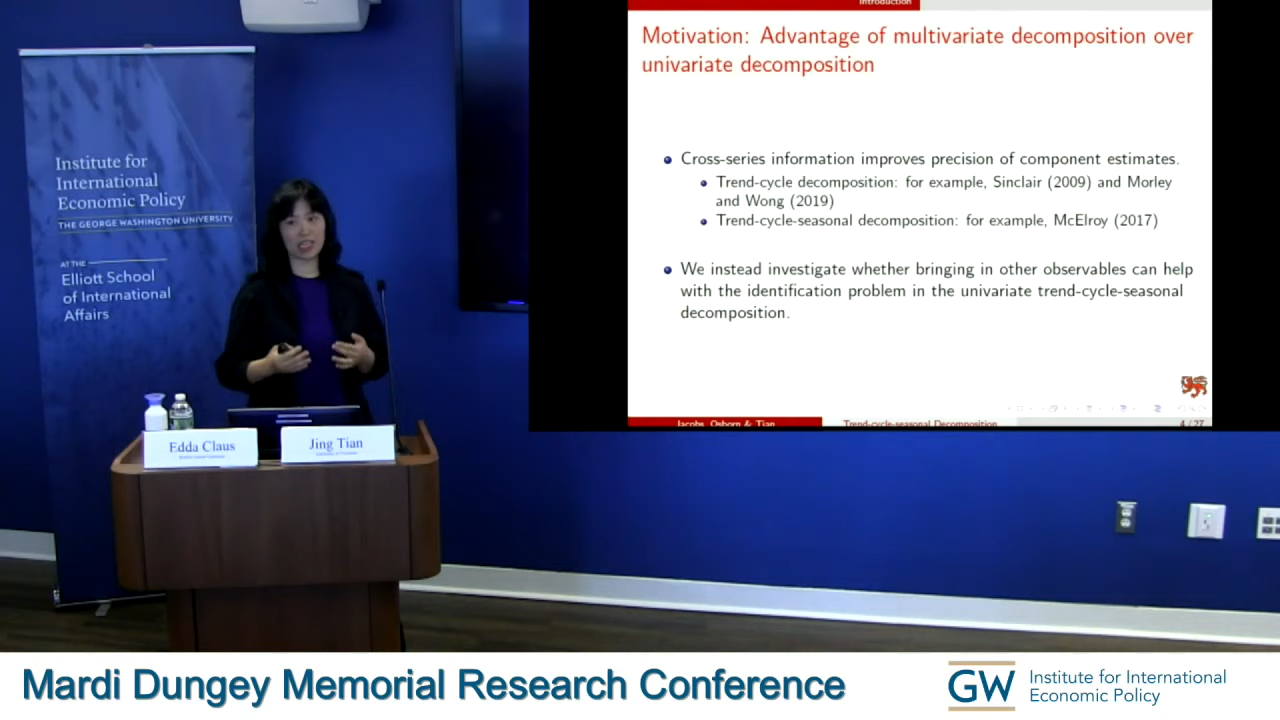 Introduction
Motivation: Advantage of multivariate decomposition over
univariate decomposition
Cross-series information improves precision of component estimates.
Trend-cycle decomposition: for example, Sinclair (2009) and Morley
and Wong (2019)
Trend-cycle-seasonal decomposition: for example, McElroy (2017)
We instead investigate whether bringing in other observables can help
with the identification problem in the univariate trend-cycle-seasonal
decomposition.
Jacobs, Osborn & Tian
Trend-cycle-seasonal Decomposition
4 / 27
Institute for
International
Economic Policy
THE GEORGE WASHINGTON UNIVERSITY
AT THE
Elliott School
of International
Affairs
Edda Claus
Jing Tian
Mardi Dungey Memorial Research Conference
GW
Institute for International
Economic Policy